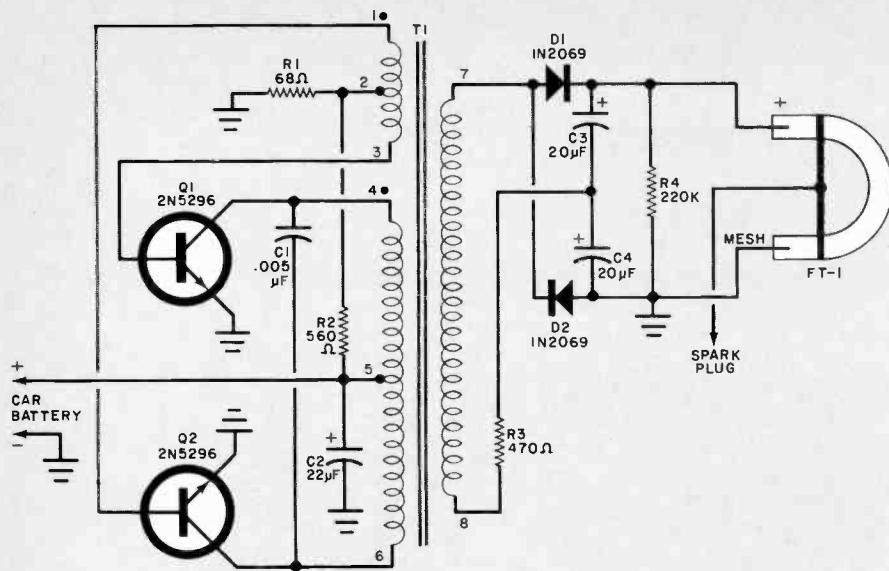 1
T1
R1
68Ω
2
3
Q1
2N5296
4
C1
.005
µF
R2
560
Ω
5
+
CAR
BATTERY
-
Q2
2N5296
+
C2
22µF
6
7
D1
1N2069
+
C3
20µF
R4
220K
+
C4
20µF
D2
1N2069
R3
470Ω
8
+
MESH
FT-1
SPARK
PLUG